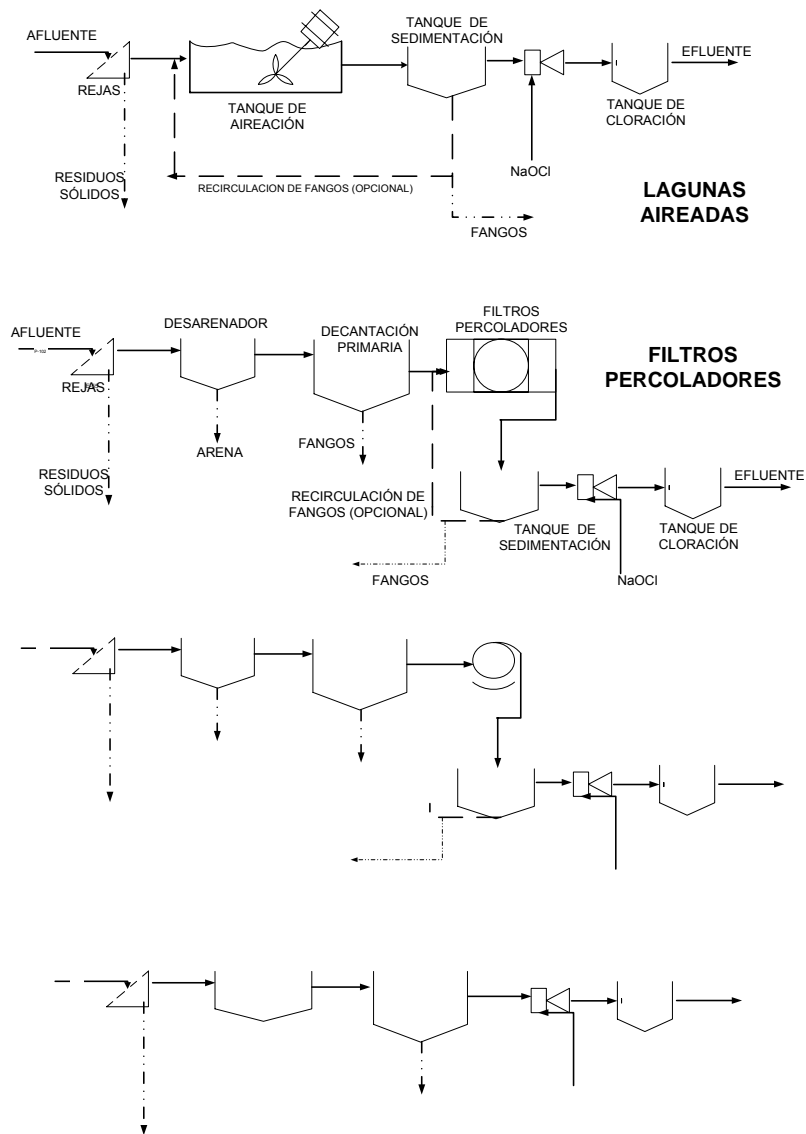 AFLUENTE
REJAS
RESIDUOS
SÓLIDOS
TANQUE DE
AIREACIÓN
RECIRCULACION DE FANGOS (OPCIONAL)
TANQUE DE
SEDIMENTACIÓN
FANGOS
NaOCl
TANQUE DE
CLORACIÓN
EFLUENTE
LAGUNAS
AIREADAS
AFLUENTE
P-102
REJAS
RESIDUOS
SÓLIDOS
DESARENADOR
ARENA
DECANTACIÓN
PRIMARIA
FANGOS
FILTROS
PERCOLADORES
RECIRCULACIÓN DE
FANGOS (OPCIONAL)
FANGOS
TANQUE DE
SEDIMENTACIÓN
NaOCl
TANQUE DE
CLORACIÓN
EFLUENTE
FILTROS
PERCOLADORES